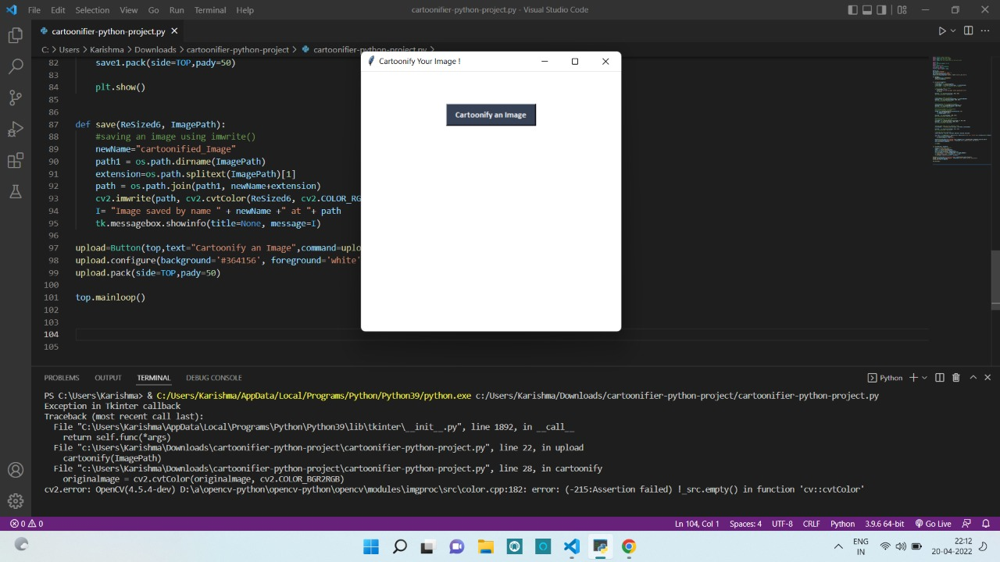 File Edit Selection View Go Run Terminal Help
cartoonifier-python-project.py - Visual Studio Code
cartoonifier-python-project.py
C: > Users > Karishma > Downloads > cartoonifier-python-project > cartoonifier-python-project.py >
82 save1.pack(side=TOP,pady=50)
83
84 plt.show()
85
86
87 def save(ReSized6, ImagePath):
88 #saving an image using imwrite()
89 newName="cartoonified_Image"
90 path1 = os.path.dirname(ImagePath)
91 extension=os.path.splitext(ImagePath)[1]
92 path = os.path.join(path1, newName+extension)
93 cv2.imwrite(path, cv2.cvtColor(ReSized6, cv2.COLOR_RG
94 I= "Image saved by name " + newName +" at "+ path
95 tk.messagebox.showinfo(title=None, message=I)
96
97 upload=Button(top,text="Cartoonify an Image",command=uplo
98 upload.configure(background='#364156', foreground='white'
99 upload.pack(side=TOP,pady=50)
100
101 top.mainloop()
102
103
104
105
Cartoonify Your Image !
Cartoonify an Image
PROBLEMS OUTPUT TERMINAL DEBUG CONSOLE
Python
PS C:\Users\Karishma> & C:/Users/Karishma/AppData/Local/Programs/Python/Python39/python.exe c:/Users/Karishma/Downloads/cartoonifier-python-project/cartoonifier-python-project.py
Exception in Tkinter callback
Traceback (most recent call last):
File "C:\Users\Karishma\AppData\Local\Programs\Python\Python39\lib\tkinter\__init__.py", line 1892, in __call__
return self.func(*args)
File "c:\Users\Karishma\Downloads\cartoonifier-python-project\cartoonifier-python-project.py", line 22, in upload
cartoonify(ImagePath)
File "c:\Users\Karishma\Downloads\cartoonifier-python-project\cartoonifier-python-project.py", line 28, in cartoonify
originalmage = cv2.cvtColor(originalmage, cv2.COLOR_BGR2RGB)
cv2.error: OpenCV(4.5.4-dev) D:\a\opencv-python\opencv-python\opencv\modules\imgproc\src\color.cpp:182: error: (-215:Assertion failed) !_src.empty() in function 'cv::cvtColor'
0 0
Ln 104, Col 1 Spaces: 4 UTF-8 CRLF Python 3.9.6 64-bit Go Live
ENG
IN
22:12
20-04-2022